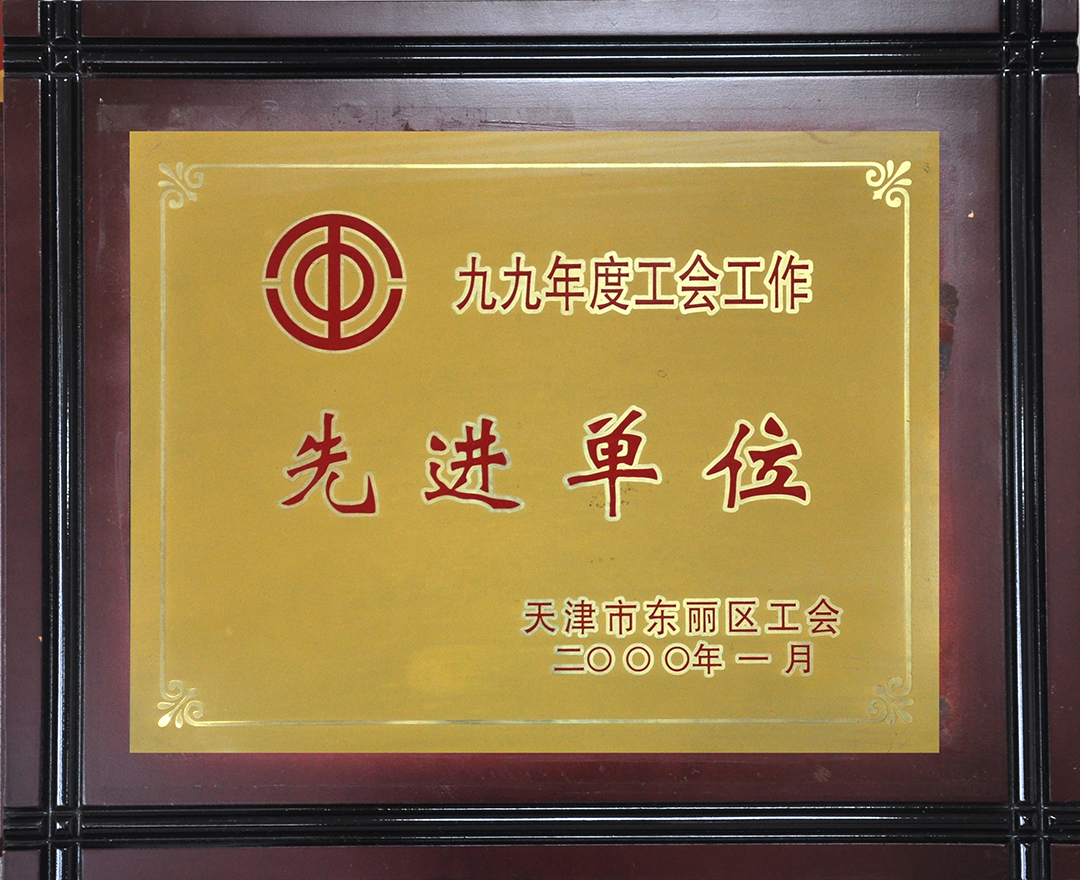 九九年度工会工作
先进单位
天津市东丽区工会
二〇〇〇年一月